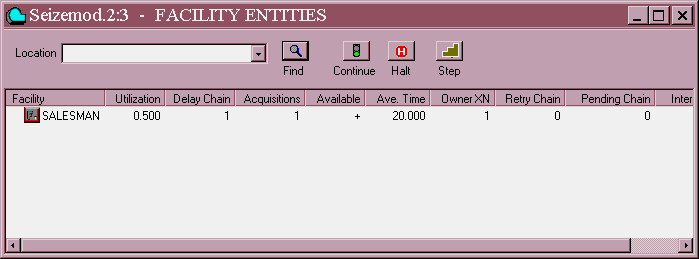 Seizemod.2:3 - FACILITY ENTITIES
Location
Find Continue Halt Step
Facility Utilization Delay Chain Acquisitions Available Ave. Time Owner XN Retry Chain Pending Chain Inter
SALESMAN 0.500 1 1 + 20.000 1 0 0